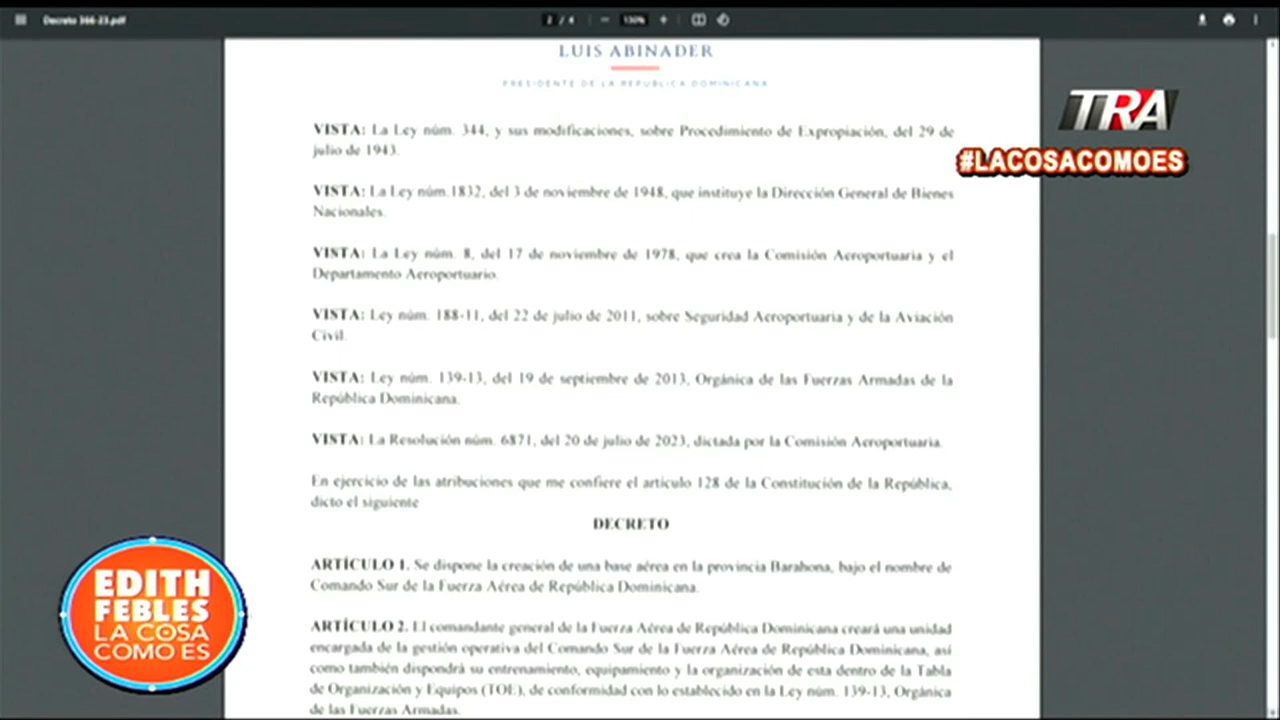 Decreto 366-23.pdf
2 / 4
130%
LUIS ABINADER
PRESIDENTE DE LA REPÚBLICA DOMINICANA
VISTA: La Ley núm. 344, y sus modificaciones, sobre Procedimiento de Expropiación, del 29 de
julio de 1943.
VISTA: La Ley núm.1832, del 3 de noviembre de 1948, que instituye la Dirección General de Bienes
Nacionales.
VISTA: La Ley núm. 8, del 17 de noviembre de 1978, que crea la Comisión Aeroportuaria y el
Departamento Aeroportuario.
VISTA: Ley núm. 188-11, del 22 de julio de 2011, sobre Seguridad Aeroportuaria y de la Aviación
Civil.
VISTA: Ley núm. 139-13, del 19 de septiembre de 2013, Orgánica de las Fuerzas Armadas de la
República Dominicana.
VISTA: La Resolución núm. 6871, del 20 de julio de 2023, dictada por la Comisión Aeroportuaria.
En ejercicio de las atribuciones que me confiere el artículo 128 de la Constitución de la República,
dicto el siguiente
DECRETO
ARTÍCULO 1. Se dispone la creación de una base aérea en la provincia Barahona, bajo el nombre de
Comando Sur de la Fuerza Aérea de República Dominicana.
ARTÍCULO 2. El comandante general de la Fuerza Aérea de República Dominicana creará una unidad
encargada de la gestión operativa del Comando Sur de la Fuerza Aérea de República Dominicana, así
como también dispondrá su entrenamiento, equipamiento y la organización de esta dentro de la Tabla
de Organización y Equipos (TOE), de conformidad con lo establecido en la Ley núm. 139-13, Orgánica
de las Fuerzas Armadas.
TRA
#LACOSACOMOES
EDITH
FEBLES
LA COSA
COMO ES